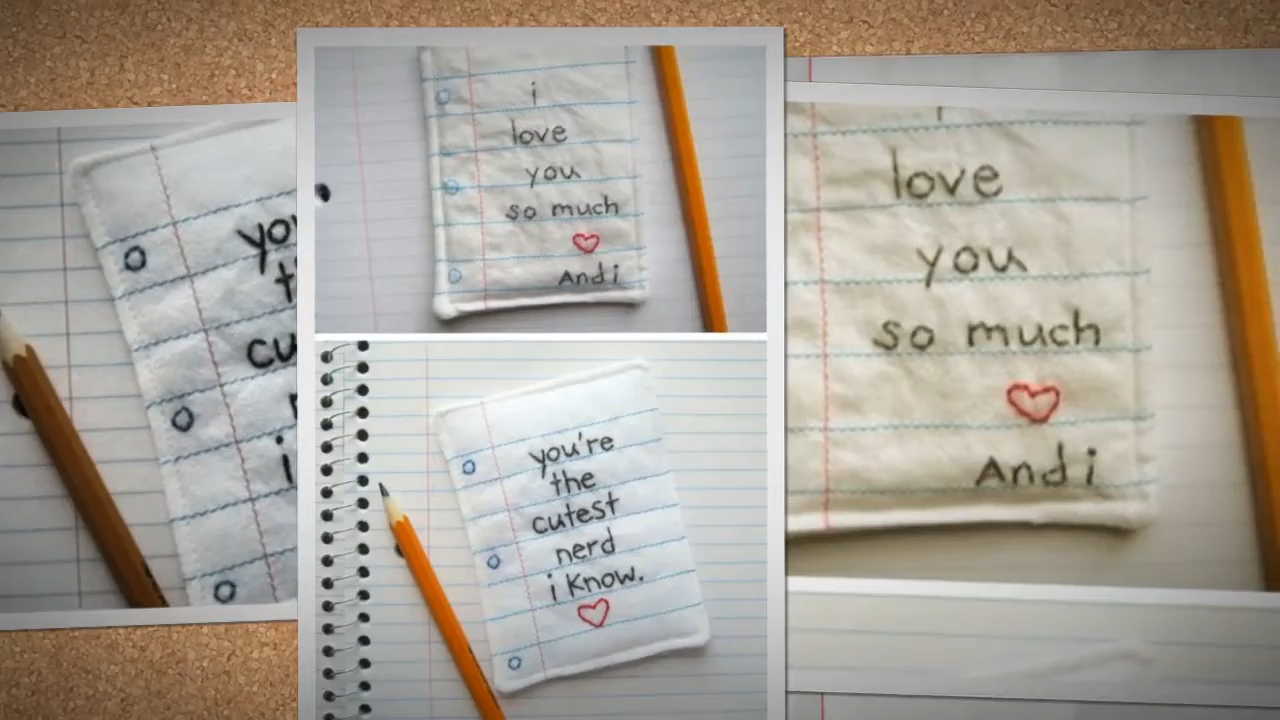 i
love
you
so much
Andi
you're
the
cutest
nerd
i know.
love
you
so much
Andi